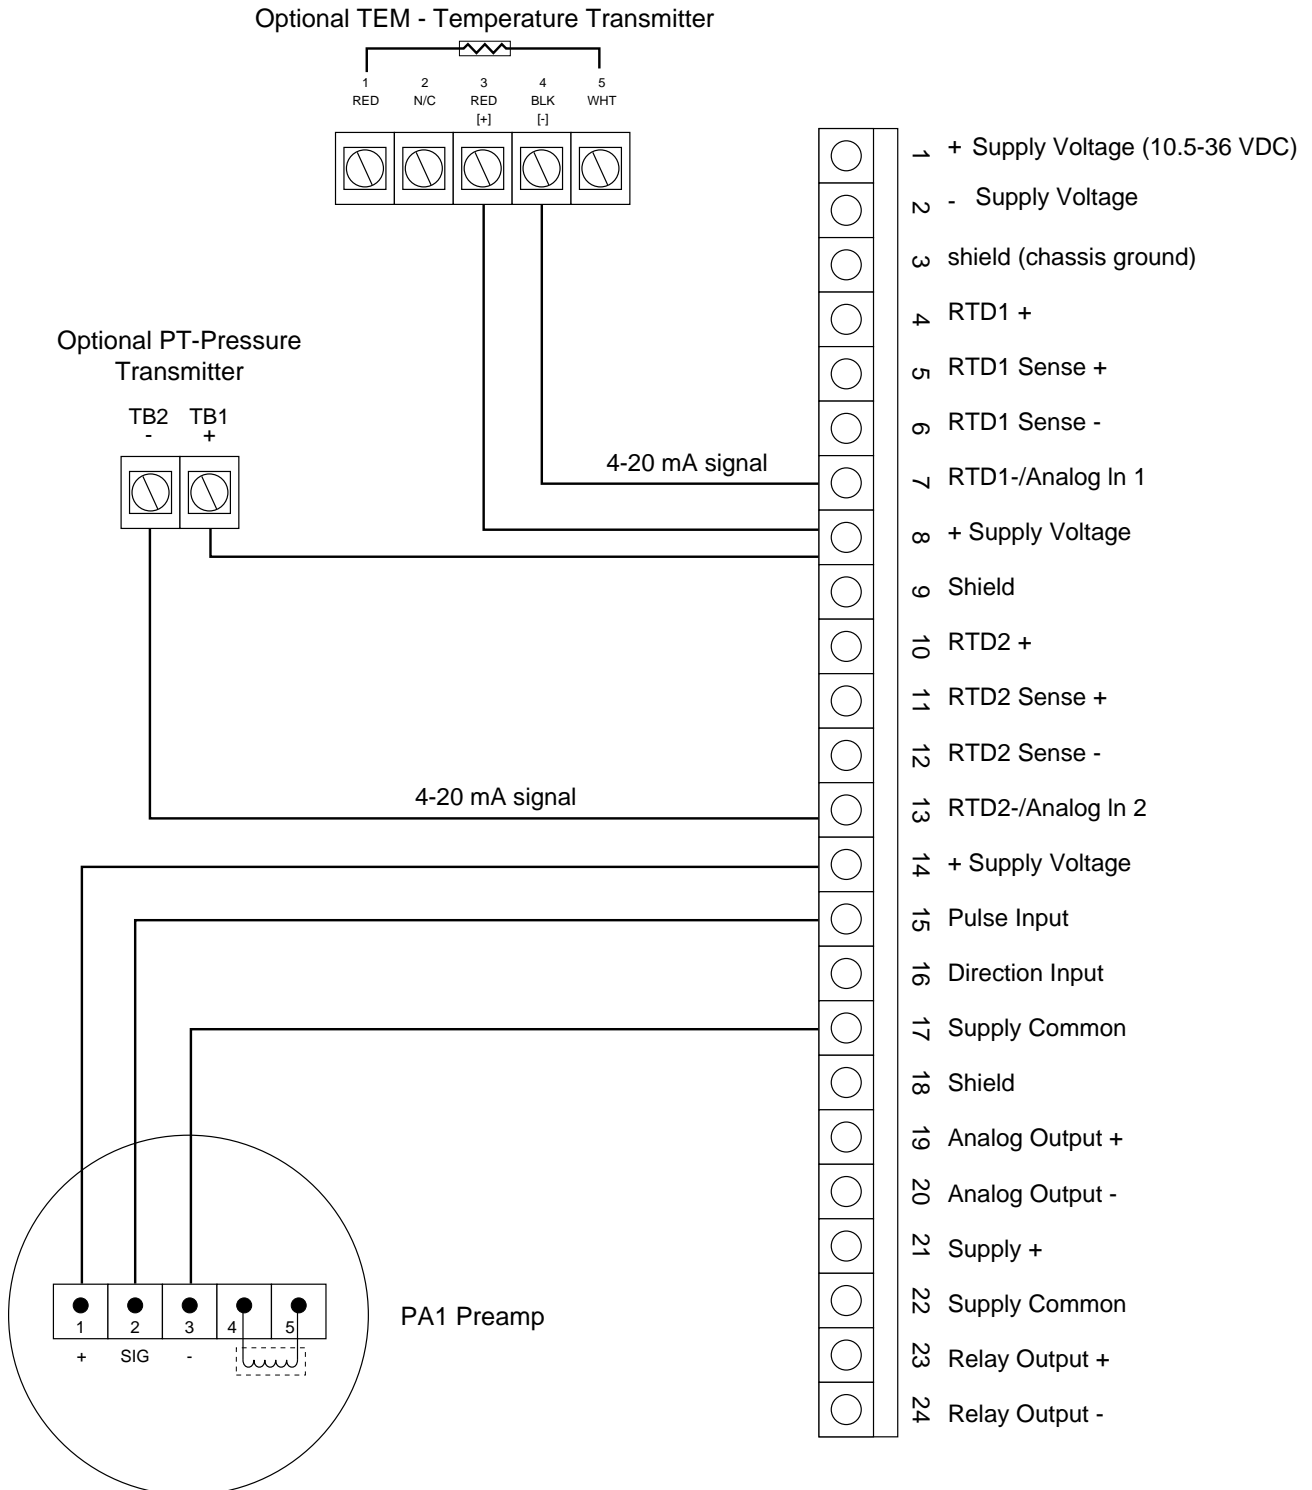 Optional TEM - Temperature Transmitter
1 2 3 4 5
RED N/C RED BLK WHT
[+] [-]
1 + Supply Voltage (10.5-36 VDC)
2 - Supply Voltage
3 shield (chassis ground)
4 RTD1 +
Optional PT-Pressure
Transmitter
5 RTD1 Sense +
TB2 TB1
- +
6 RTD1 Sense -
4-20 mA signal
7 RTD1-/Analog In 1
8 + Supply Voltage
9 Shield
10 RTD2 +
11 RTD2 Sense +
12 RTD2 Sense -
4-20 mA signal
13 RTD2-/Analog In 2
14 + Supply Voltage
15 Pulse Input
16 Direction Input
17 Supply Common
18 Shield
19 Analog Output +
20 Analog Output -
21 Supply +
22 Supply Common
23 Relay Output +
24 Relay Output -
PA1 Preamp
1 2 3 4 5
+ SIG -